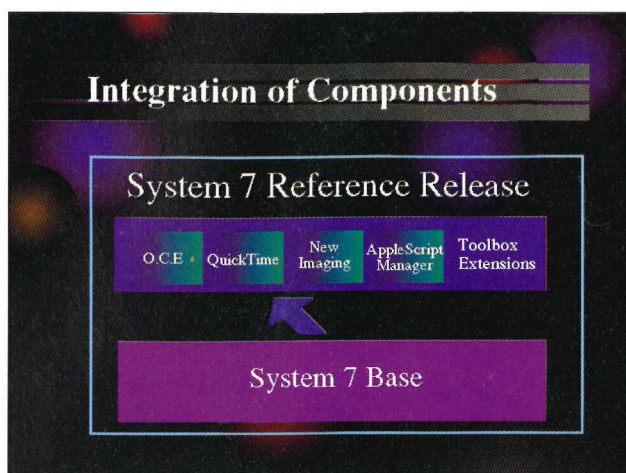 Integration of Components
System 7 Reference Release
O.C.E
QuickTime
New
Imaging
AppleScript
Manager
Toolbox
Extensions
System 7 Base